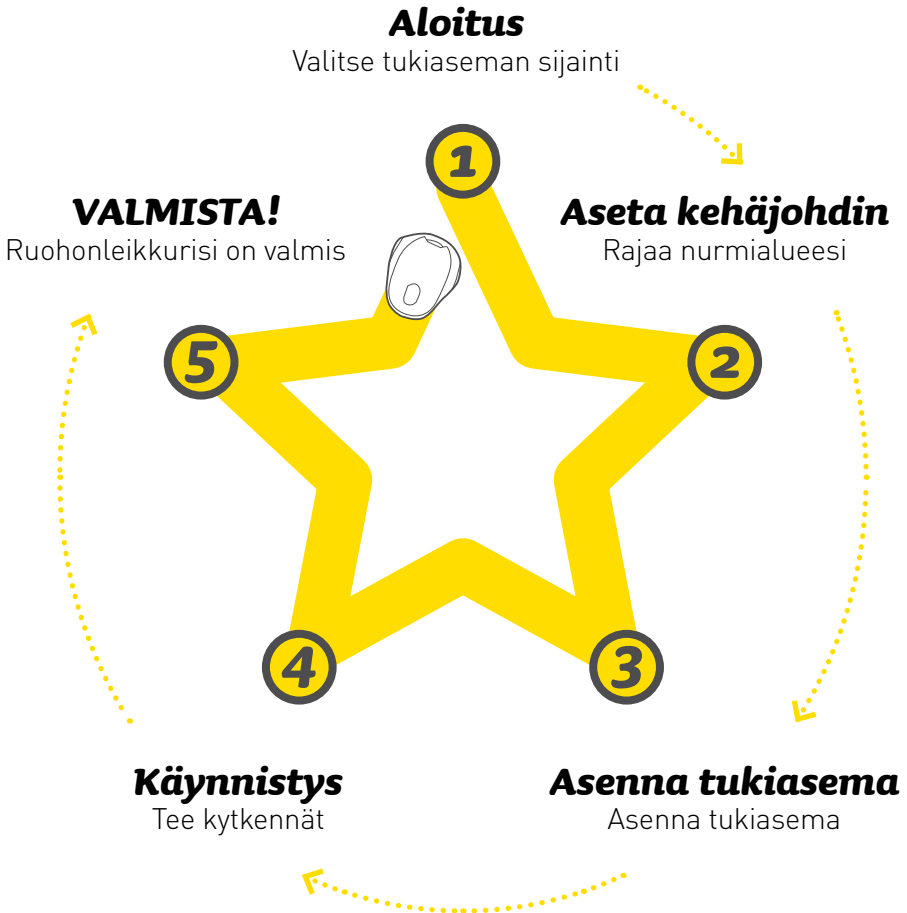 Aloitus
Valitse tukiaseman sijainti
1
Aseta kehäjohdin
Rajaa nurmialueesi
2
Asenna tukiasema
Asenna tukiasema
3
Käynnistys
Tee kytkennät
4
VALMISTA!
Ruohonleikkurisi on valmis
5